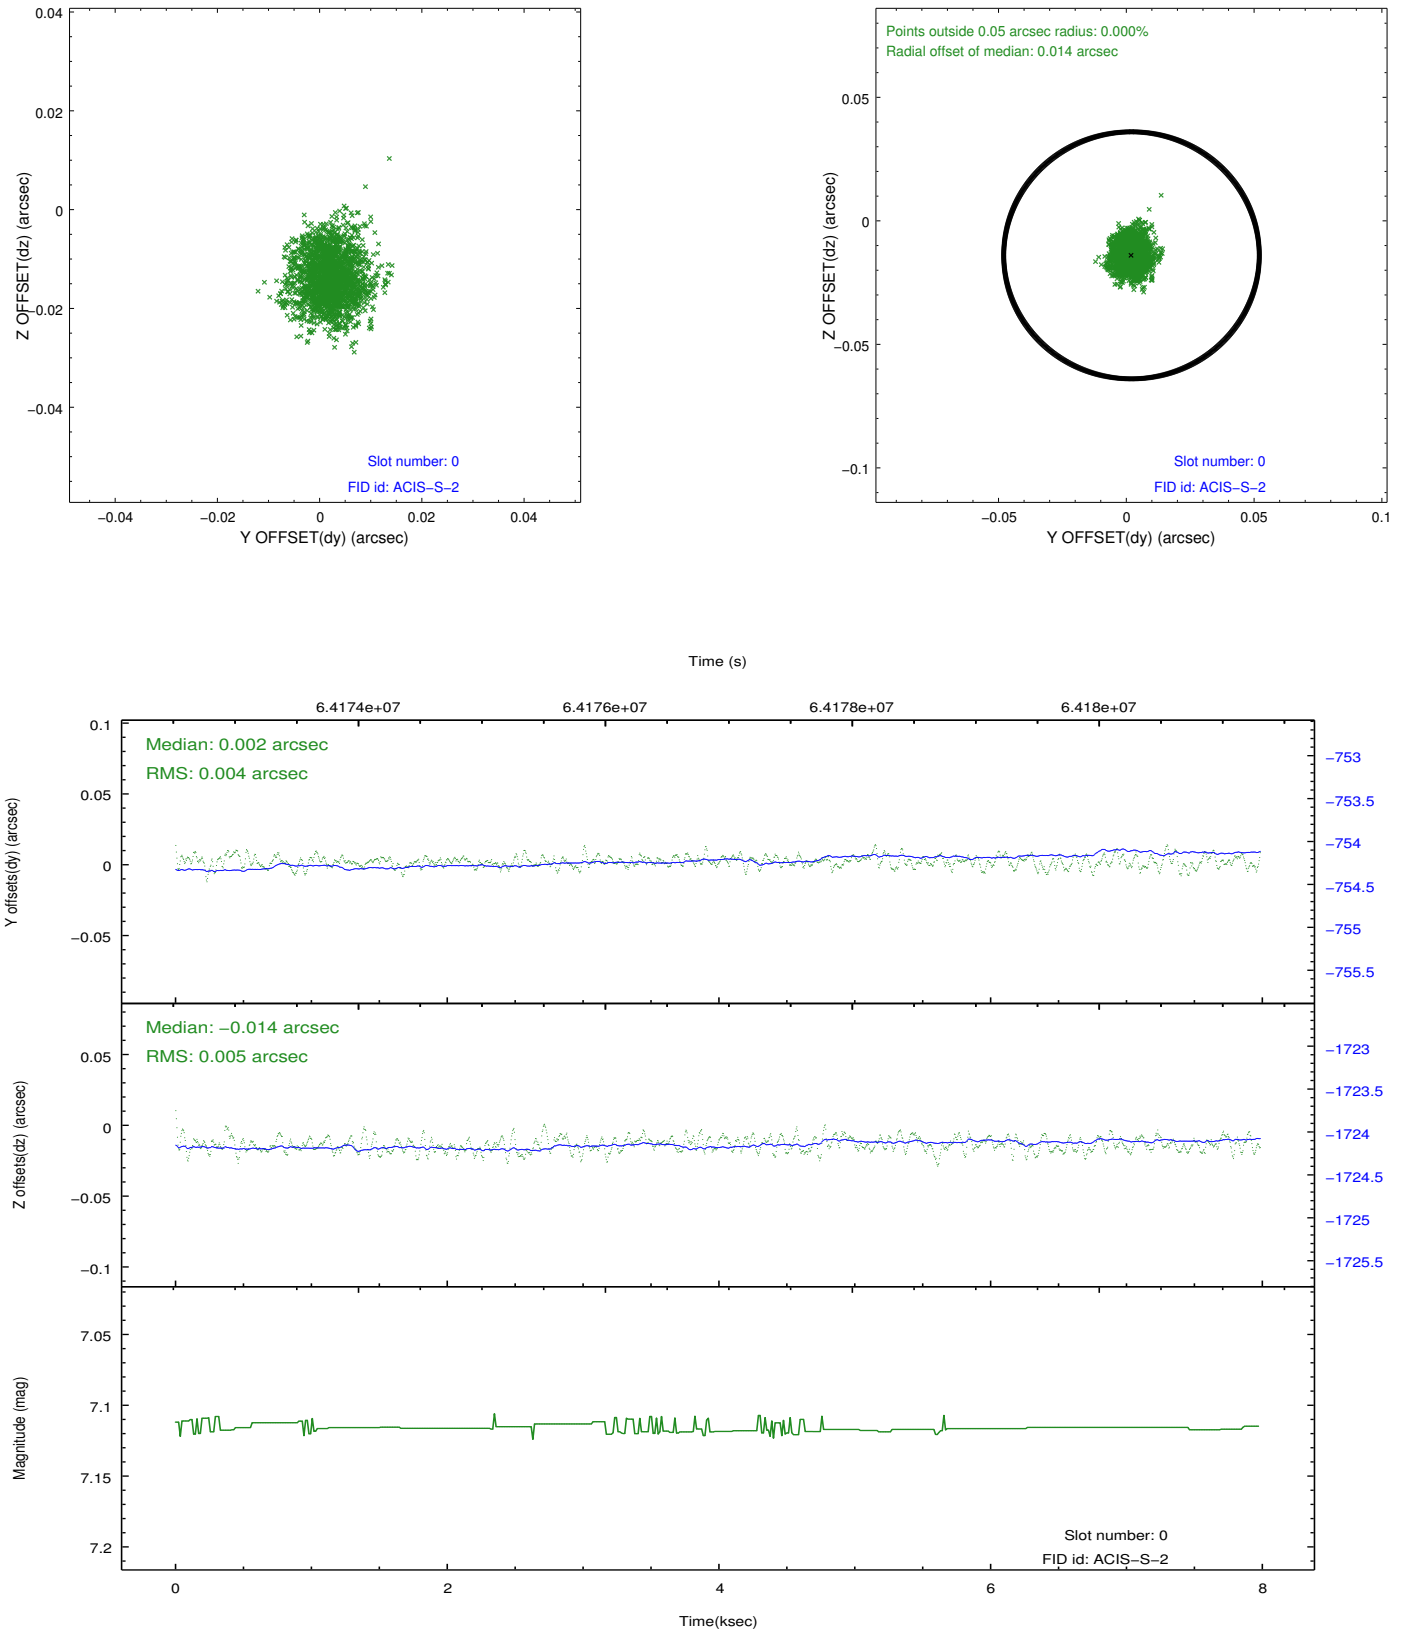 0.04
0.02
0
−0.02
−0.04
Z OFFSET(dz) (arcsec)
Slot number: 0
FID id: ACIS−S−2
−0.04
−0.02
0
0.02
0.04
Y OFFSET(dy) (arcsec)
Points outside 0.05 arcsec radius: 0.000%
Radial offset of median: 0.014 arcsec
0.05
0
−0.05
−0.1
Z OFFSET(dz) (arcsec)
Slot number: 0
FID id: ACIS−S−2
−0.05
0
0.05
0.1
Y OFFSET(dy) (arcsec)
Time (s)
6.4174e+07
6.4176e+07
6.4178e+07
6.418e+07
Median: 0.002 arcsec
RMS: 0.004 arcsec
0.1
0.05
0
−0.05
Y offsets(dy) (arcsec)
−753
−753.5
−754
−754.5
−755
−755.5
Median: −0.014 arcsec
RMS: 0.005 arcsec
0.05
0
−0.05
−0.1
Z offsets(dz) (arcsec)
−1723
−1723.5
−1724
−1724.5
−1725
−1725.5
7.05
7.1
7.15
7.2
Magnitude (mag)
Slot number: 0
FID id: ACIS−S−2
0
2
4
6
8
Time(ksec)